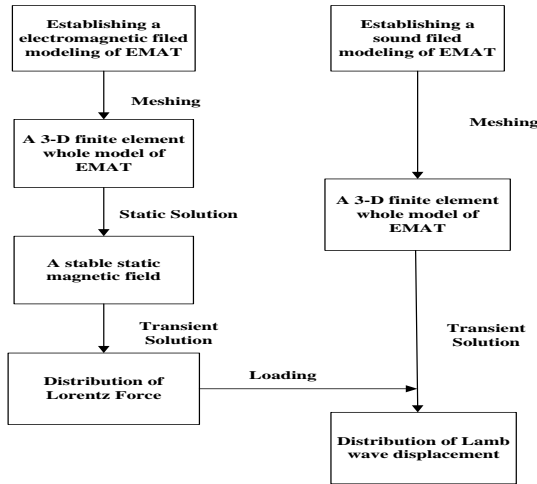 Establishing a
electromagnetic filed
modeling of EMAT
Meshing
A 3-D finite element
whole model of
EMAT
Static Solution
A stable static
magnetic field
Transient
Solution
Distribution of
Lorentz Force
Loading
Establishing a
sound filed
modeling of EMAT
Meshing
A 3-D finite element
whole model of
EMAT
Transient
Solution
Distribution of Lamb
wave displacement